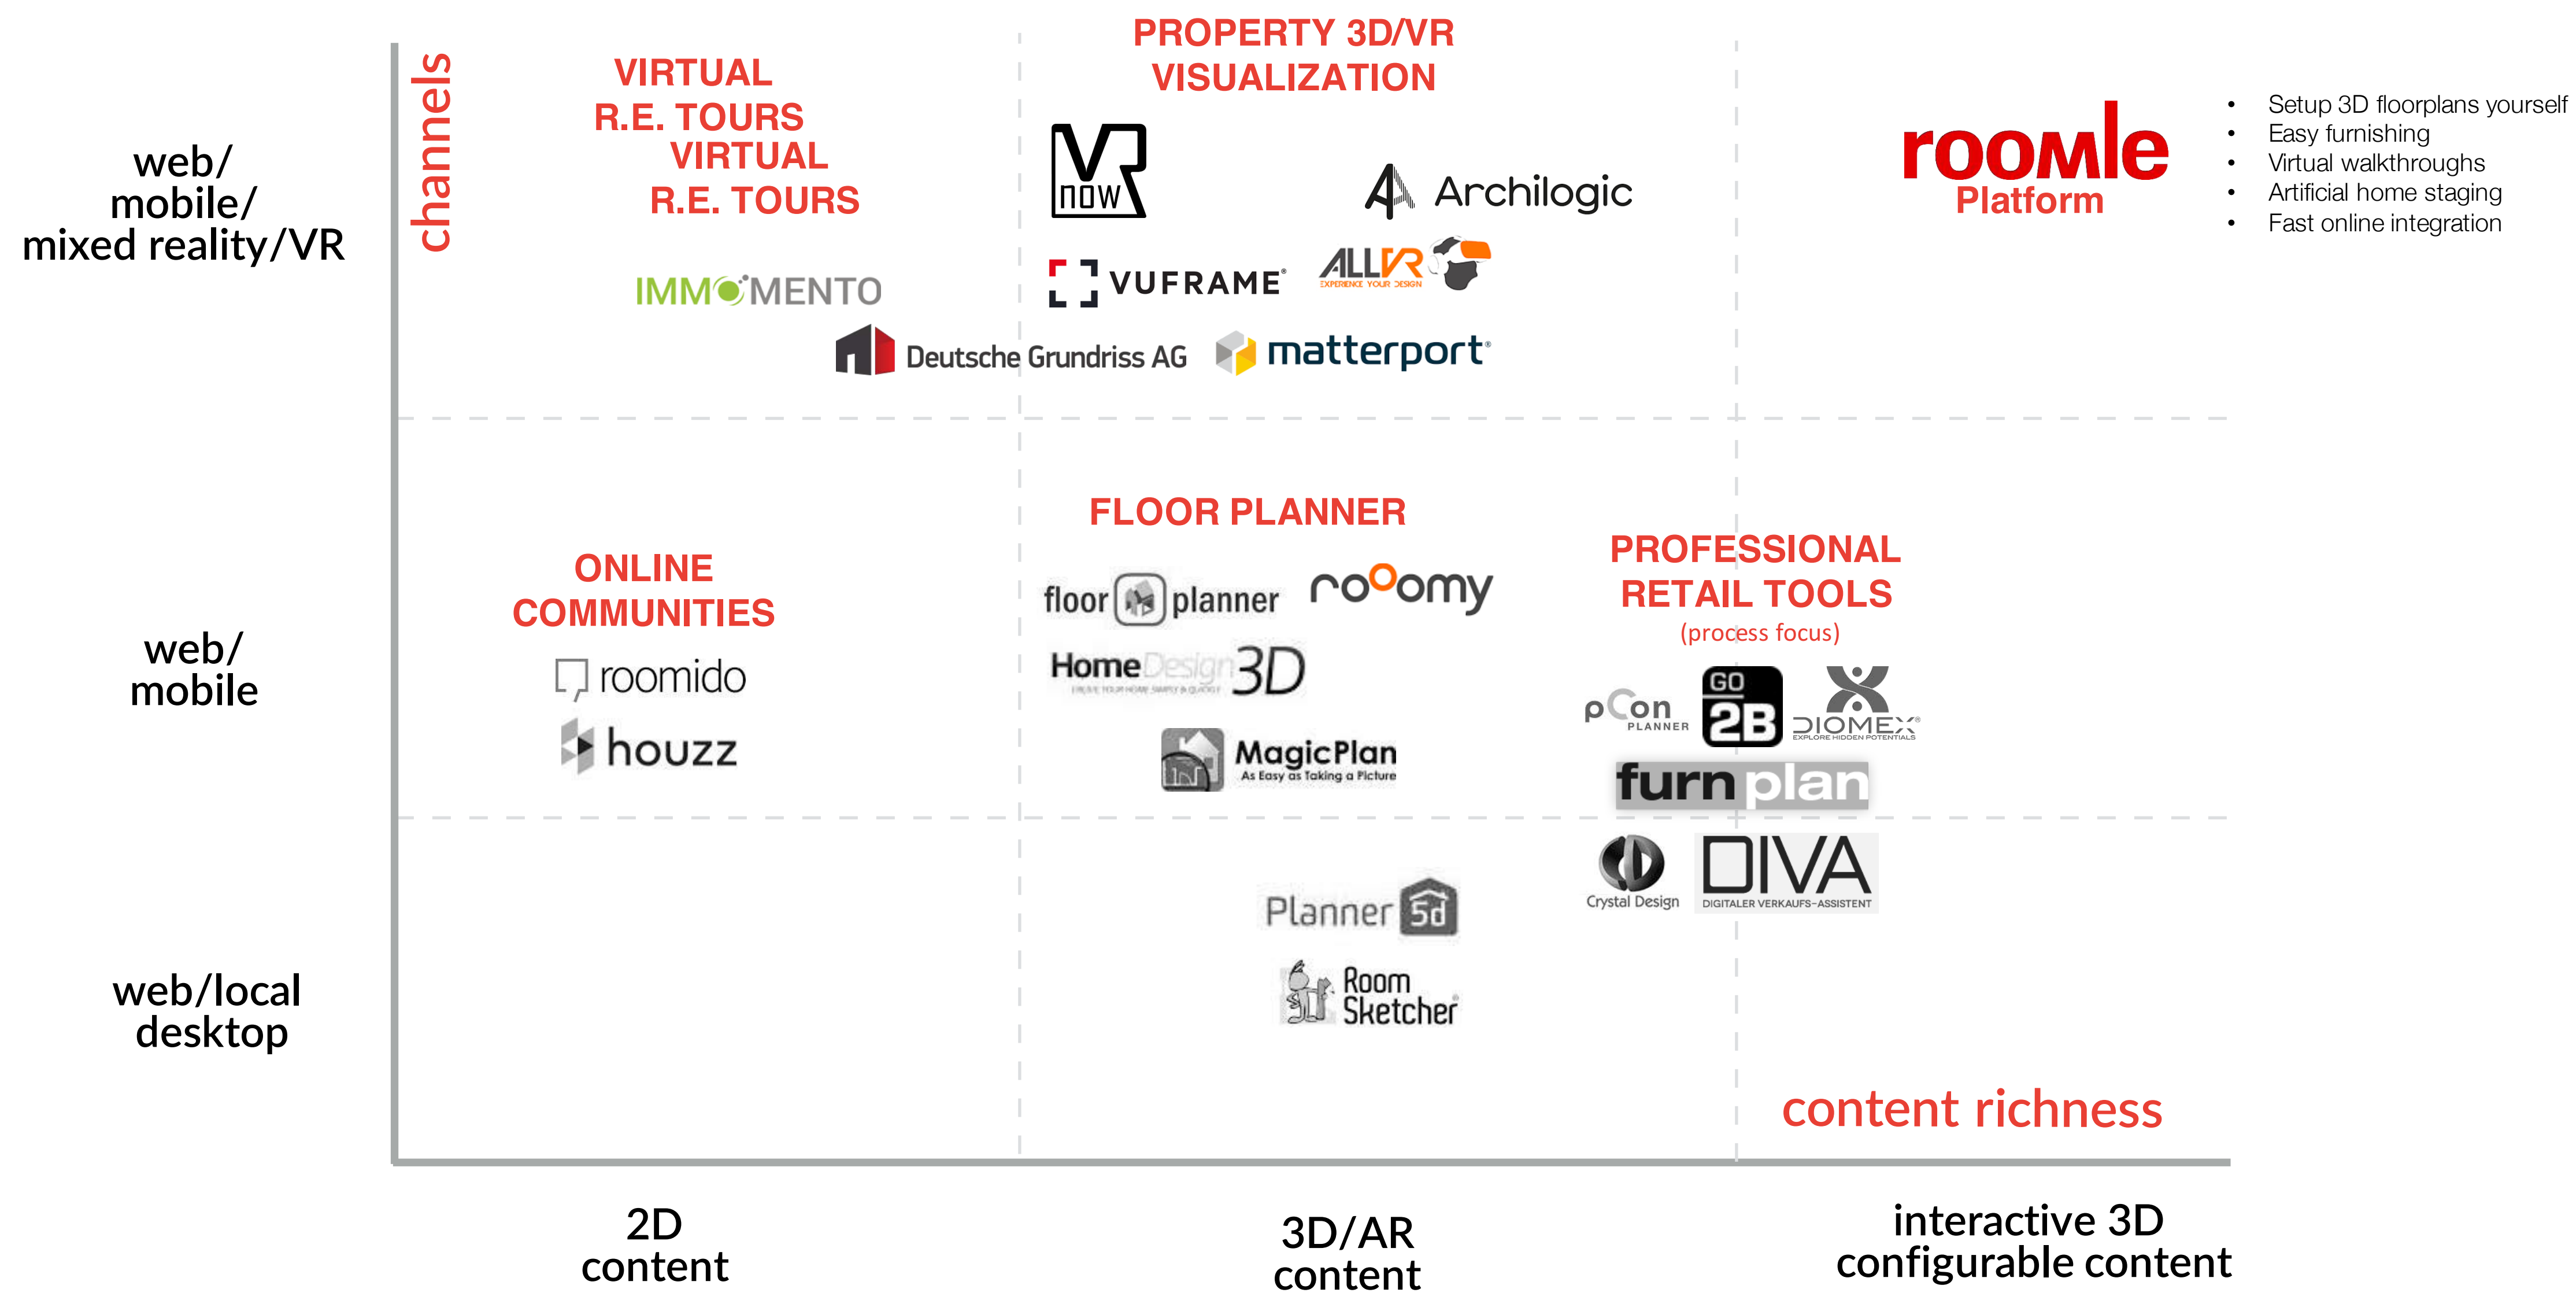 channels
web/
mobile/
mixed reality/VR
VIRTUAL
R.E. TOURS
VIRTUAL
R.E. TOURS
IMMOMENTO
Deutsche Grundriss AG
PROPERTY 3D/VR
VISUALIZATION
VR
now
Archilogic
VUFRAME®
ALLVR
EXPERIENCE YOUR DESIGN
matterport®
roomle
Platform
• Setup 3D floorplans yourself
• Easy furnishing
• Virtual walkthroughs
• Artificial home staging
• Fast online integration
web/
mobile
ONLINE
COMMUNITIES
roomido
houzz
FLOOR PLANNER
floor planner
rooomy
Home Design 3D
MagicPlan
As Easy as Taking a Picture
PROFESSIONAL
RETAIL TOOLS
(process focus)
pCon
PLANNER
GO
2B
DIOMEX®
EXPLORE HIDDEN POTENTIALS
furnplan
web/local
desktop
Planner 5d
Room
Sketcher®
Crystal Design
DIVA
DIGITALER VERKAUFS-ASSISTENT
content richness
2D
content
3D/AR
content
interactive 3D
configurable content